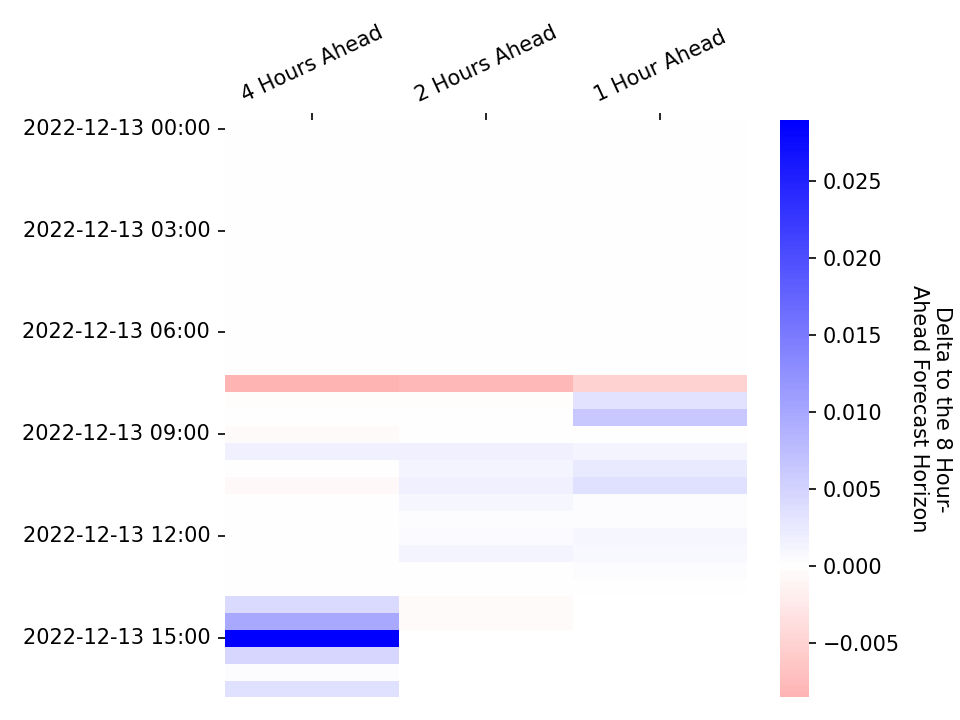 4 Hours Ahead
2 Hours Ahead
1 Hour Ahead
2022-12-13 00:00
2022-12-13 03:00
2022-12-13 06:00
2022-12-13 09:00
2022-12-13 12:00
2022-12-13 15:00
0.025
0.020
0.015
0.010
0.005
0.000
−0.005
Delta to the 8 Hour-
Ahead Forecast Horizon